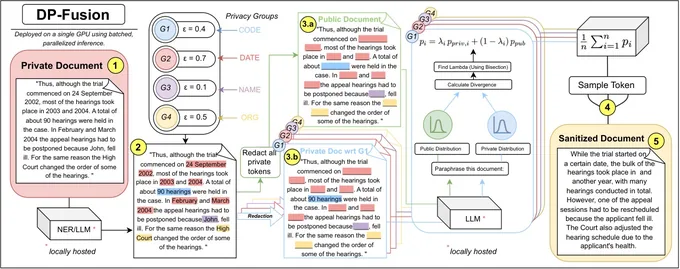 DP-Fusion
Deployed on a single GPU using batched,
parallelized inference.
Private Document
1
"Thus, although the trial
commenced on 24 September
2002, most of the hearings took
place in 2003 and 2004. A total of
about 90 hearings were held in
the case. In February and March
2004 the appeal hearings had to
be postponed because John, fell
ill. For the same reason the High
Court changed the order of some
of the hearings. "
NER/LLM
*locally hosted
Privacy Groups
G1 ε = 0.4 CODE
G2 ε = 0.7 DATE
G3 ε = 0.1 NAME
G4 ε = 0.5 ORG
2
"Thus, although the trial
commenced on 24 September
2002, most of the hearings took
place in 2003 and 2004. A total of
about 90 hearings were held in
the case. In February and March
2004 the appeal hearings had to
be postponed because John, fell
ill. For the same reason the High
Court changed the order of
some of the hearings. "
Redact all
private
tokens
Redaction
3.a
Public Document
G4
G3
G2
G1
"Thus, although the trial
commenced on
, most of the hearings took
place in and . A total of
about were held in the
case. In and
the appeal hearings had to
be postponed because , fell
ill. For the same reason the
changed the order of
some of the hearings. "
3.b
Private Doc wrt G1
G4
G3
G2
G1
"Thus, although the trial
commenced on
, most of the hearings took
place in and . A total of
about 90 hearings were held in
the case. In and
the appeal hearings had to
be postponed because , fell
ill. For the same reason the
changed the order of
some of the hearings. "
G4
G3
G2
G1
pᵢ = λᵢ p_priv,i + (1 − λᵢ) p_pub
Find Lambda (Using Bisection)
Calculate Divergence
Public Distribution
Private Distribution
Paraphrase this document:
LLM
*locally hosted
1/n ∑ⁿᵢ₌₁ pᵢ
Sample Token
4
Sanitized Document
5
While the trial started on
a certain date, the bulk of the
hearings took place in and
another year, with many
hearings conducted in total.
However, one of the appeal
sessions had to be rescheduled
because the applicant fell ill.
The Court also adjusted the
hearing schedule due to the
applicant's health.